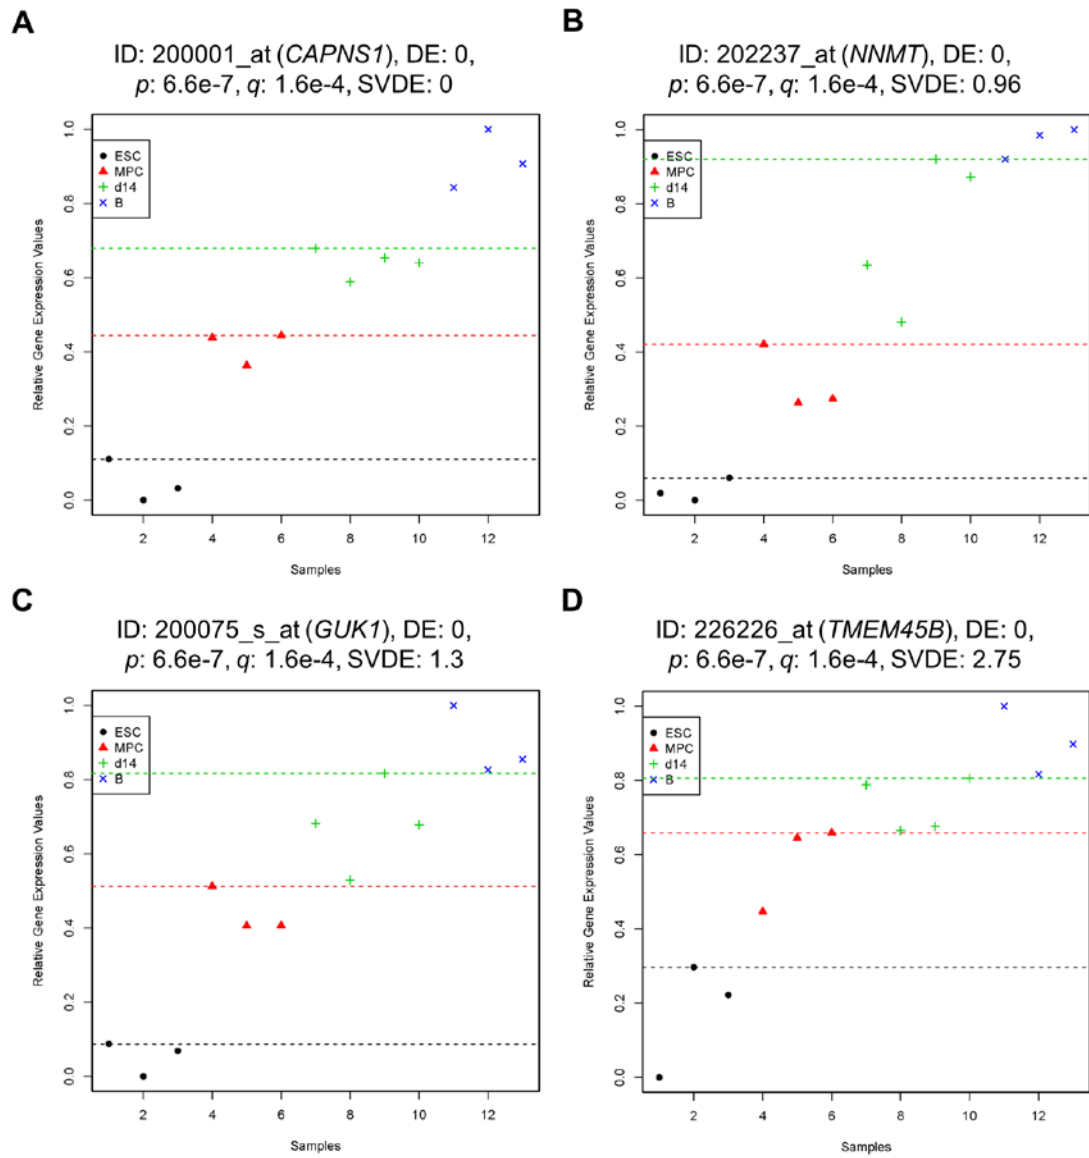 A
ID: 200001_at (CAPNS1), DE: 0,
p: 6.6e-7, q: 1.6e-4, SVDE: 0
Relative Gene Expression Values
1.0
0.8
0.6
0.4
0.2
0.0
ESC
MPC
d14
B
2 4 6 8 10 12
Samples
B
ID: 202237_at (NNMT), DE: 0,
p: 6.6e-7, q: 1.6e-4, SVDE: 0.96
Relative Gene Expression Values
1.0
0.8
0.6
0.4
0.2
0.0
ESC
MPC
d14
B
2 4 6 8 10 12
Samples
C
ID: 200075_s_at (GUK1), DE: 0,
p: 6.6e-7, q: 1.6e-4, SVDE: 1.3
Relative Gene Expression Values
1.0
0.8
0.6
0.4
0.2
0.0
ESC
MPC
d14
B
2 4 6 8 10 12
Samples
D
ID: 226226_at (TMEM45B), DE: 0,
p: 6.6e-7, q: 1.6e-4, SVDE: 2.75
Relative Gene Expression Values
1.0
0.8
0.6
0.4
0.2
0.0
ESC
MPC
d14
B
2 4 6 8 10 12
Samples